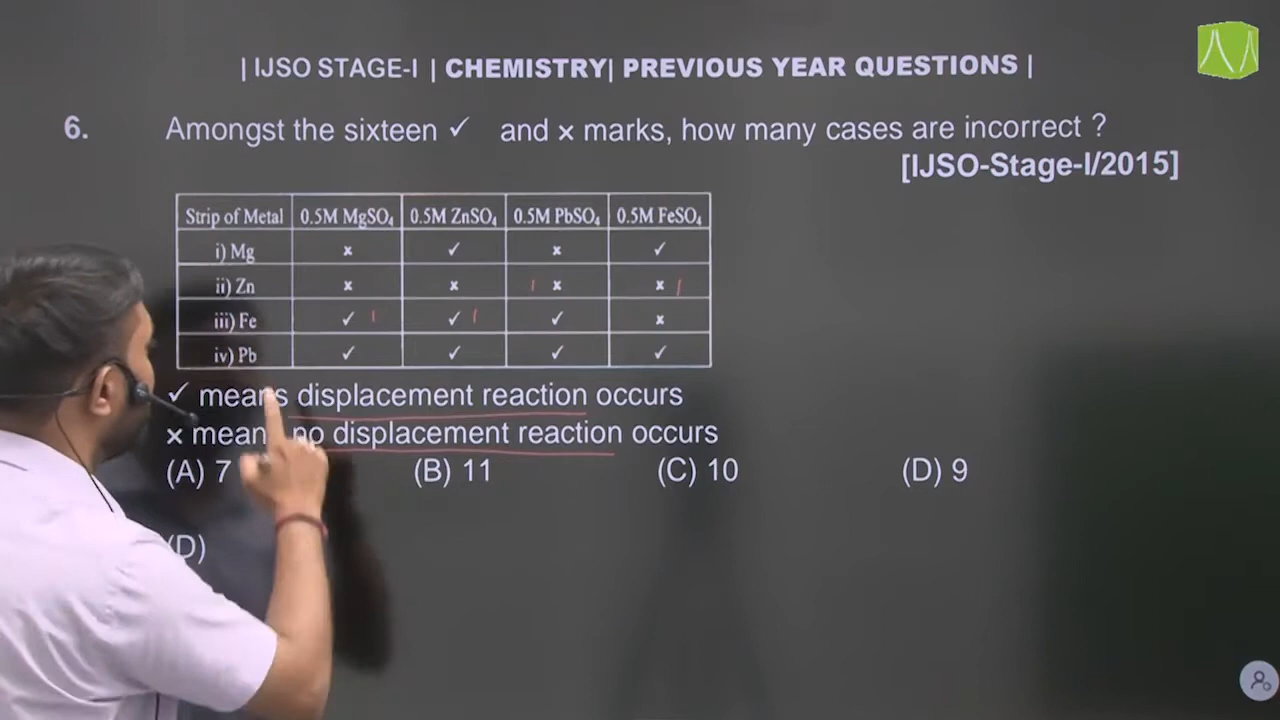 | IJSO STAGE-I | CHEMISTRY| PREVIOUS YEAR QUESTIONS |
6. Amongst the sixteen ✓ and × marks, how many cases are incorrect ?
[IJSO-Stage-I/2015]
Strip of Metal 0.5M MgSO₄ 0.5M ZnSO₄ 0.5M PbSO₄ 0.5M FeSO₄
i) Mg × ✓ × ✓
ii) Zn × × × ×
iii) Fe ✓ ✓ ✓ ×
iv) Pb ✓ ✓ ✓ ✓
✓ means displacement reaction occurs
× mean no displacement reaction occurs
(A) 7 (B) 11 (C) 10 (D) 9
(D)